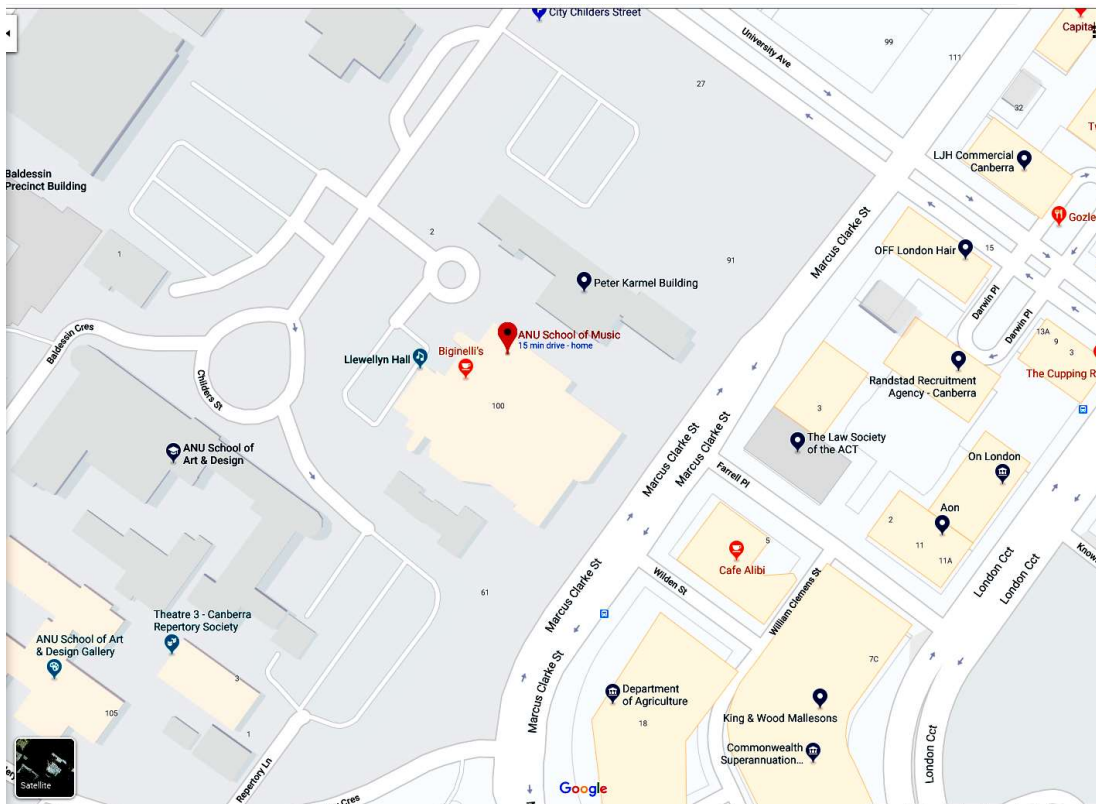 City Childers Street
University Ave
99
111
Capital
27
32
LJH Commercial
Canberra
Baldessin
Precinct Building
Marcus Clarke St
Gozle
OFF London Hair
15
2
1
91
Peter Karmel Building
Darwin Pl
Darwin Pl
ANU School of Music
15 min drive - home
13A
9
3
Baldessin Cres
Llewellyn Hall
Biginelli's
Randstad Recruitment
Agency - Canberra
The Cupping R
Childers St
100
3
Marcus Clarke St
Marcus Clarke St
The Law Society
of the ACT
ANU School of
Art & Design
On London
Farrell Pl
Aon
2
11
11A
5
Cafe Alibi
Know
London Cct
London Cct
Wilden St
William Clemens St
61
Marcus Clarke St
Theatre 3 - Canberra
Repertory Society
ANU School of Art
& Design Gallery
7C
3
Marcus Clarke St
Department
of Agriculture
18
105
King & Wood Mallesons
1
Commonwealth
Superannuation...
London Cct
Repertory Ln
Satellite
Google
Cres